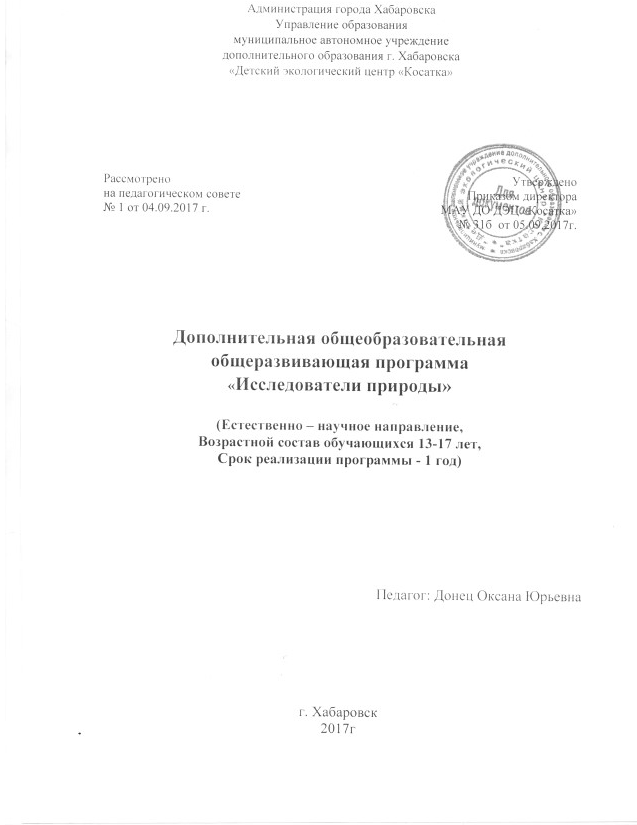 Администрация города Хабаровска
Управление образования
муниципальное автономное учреждение
дополнительного образования г. Хабаровска
«Детский экологический центр «Косатка»
Рассмотрено
на педагогическом совете
№ 1 от 04.09.2017 г.
Утверждено
Приказом директора
МАУ ДО ДЭЦ «Косатка»
№ 31б от 05.09.2017г.
Для
документов
Дополнительная общеобразовательная
общеразвивающая программа
«Исследователи природы»
(Естественно – научное направление,
Возрастной состав обучающихся 13-17 лет,
Срок реализации программы - 1 год)
Педагог: Донец Оксана Юрьевна
г. Хабаровск
2017г